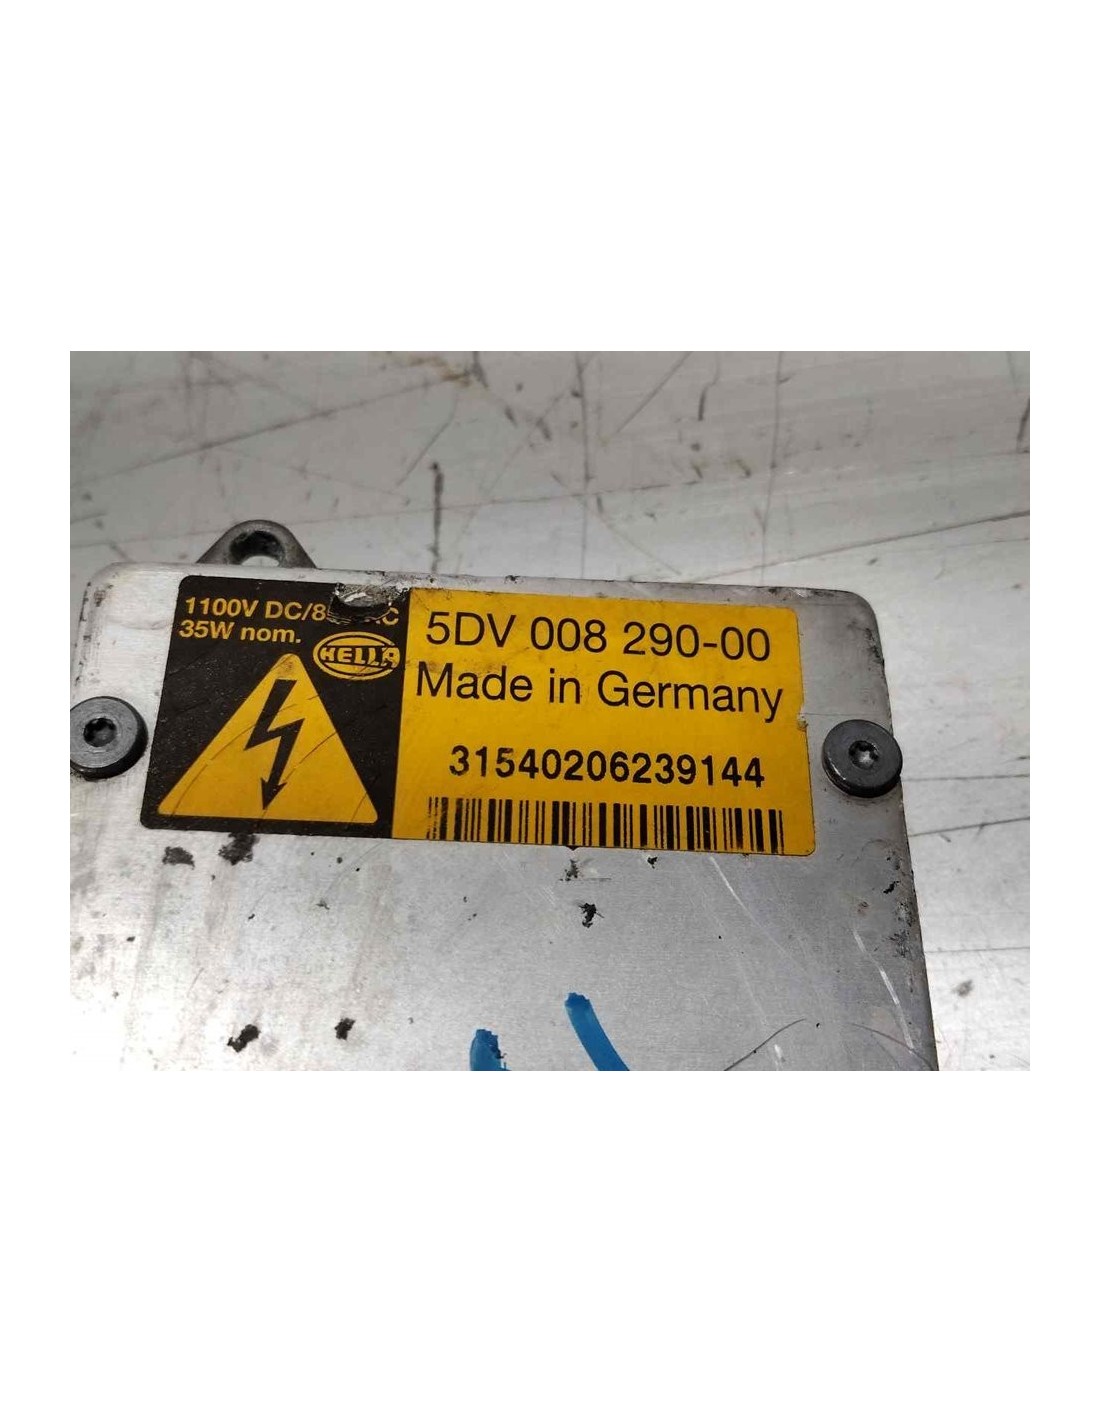 1100V DC/8
35W nom.
HELLA
5DV 008 290-00
Made in Germany
31540206239144